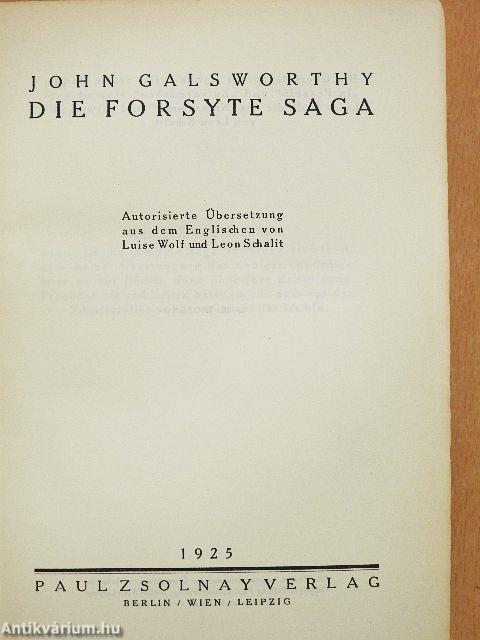 JOHN GALSWORTHY
DIE FORSYTE SAGA
Autorisierte Übersetzung
aus dem Englischen von
Luise Wolf und Leon Schalit
1925
PAUL ZSOLNAY VERLAG
BERLIN / WIEN / LEIPZIG
Antikvárium.hu